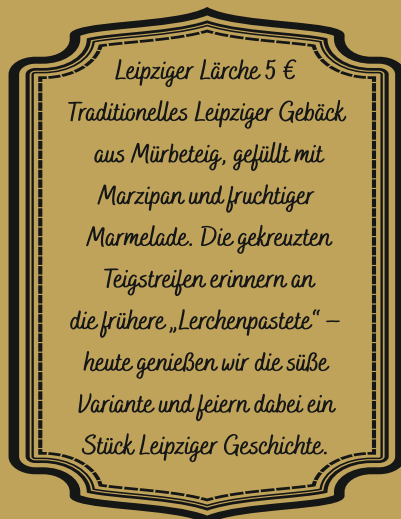 Leipziger Lärche 5 €
Traditionelles Leipziger Gebäck
aus Mürbeteig, gefüllt mit
Marzipan und fruchtiger
Marmelade. Die gekreuzten
Teigstreifen erinnern an
die frühere „Lerchenpastete“ –
heute genießen wir die süße
Variante und feiern dabei ein
Stück Leipziger Geschichte.